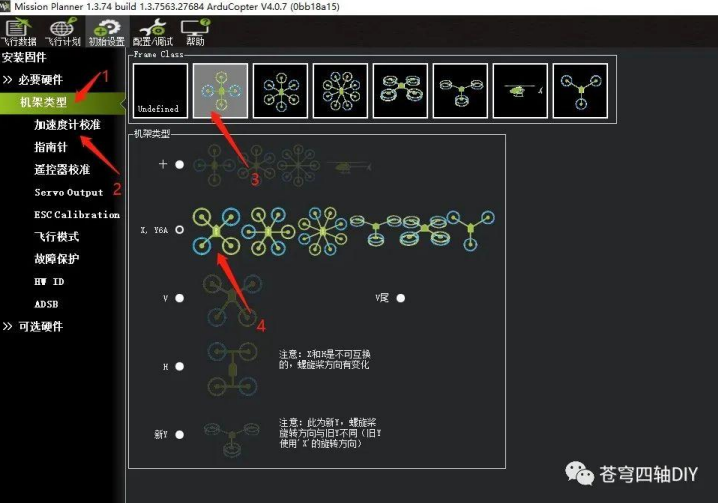 Mission Planner 1.3.74 build 1.3.7563.27684 ArduCopter V4.0.7 (0bb18a15)
飞行数据 飞行计划 初始设置 配置/调试 帮助
安装固件
>> 必要硬件
机架类型
加速度计校准
指南针
遥控器校准
Servo Output
ESC Calibration
飞行模式
故障保护
HW ID
ADSB
>> 可选硬件
1
2
Frame Class
Undefined
3
机架类型
+
X, Y6A
4
V
V尾
H
注意: X和H是不可互换
的, 螺旋桨方向有变化
新Y
注意: 此为新Y, 螺旋桨
旋转方向与旧Y不同（旧Y
使用'X'的旋转方向）
苍穹四轴DIY